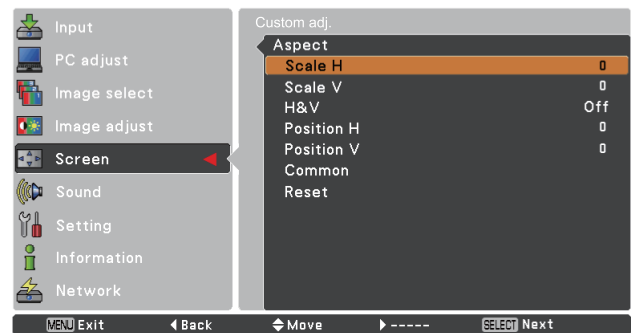 Input
PC adjust
Image select
Image adjust
Screen
Sound
Setting
Information
Network
Custom adj.
Aspect
Scale H 0
Scale V 0
H&V Off
Position H 0
Position V 0
Common
Reset
MENU Exit Back Move ----- SELECT Next